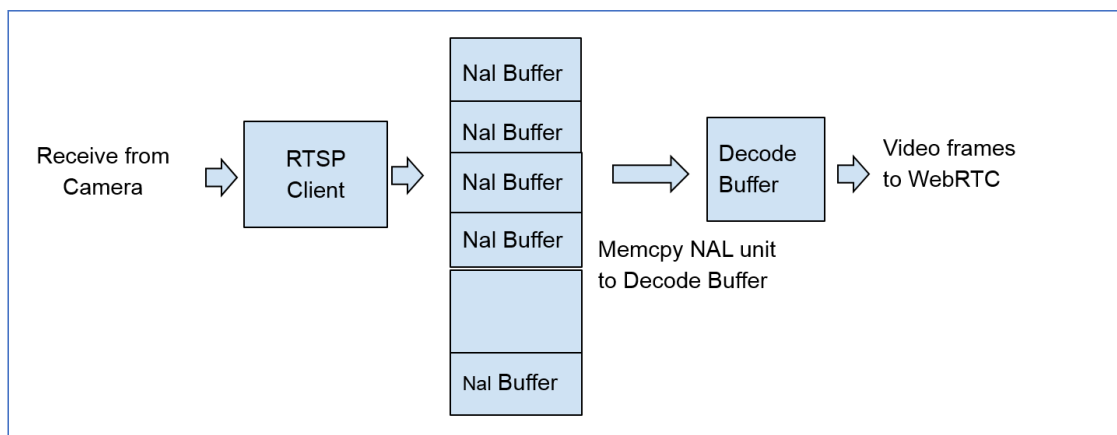 Receive from
Camera
RTSP
Client
Nal Buffer
Nal Buffer
Nal Buffer
Nal Buffer
Nal Buffer
Memcpy NAL unit
to Decode Buffer
Decode
Buffer
Video frames
to WebRTC